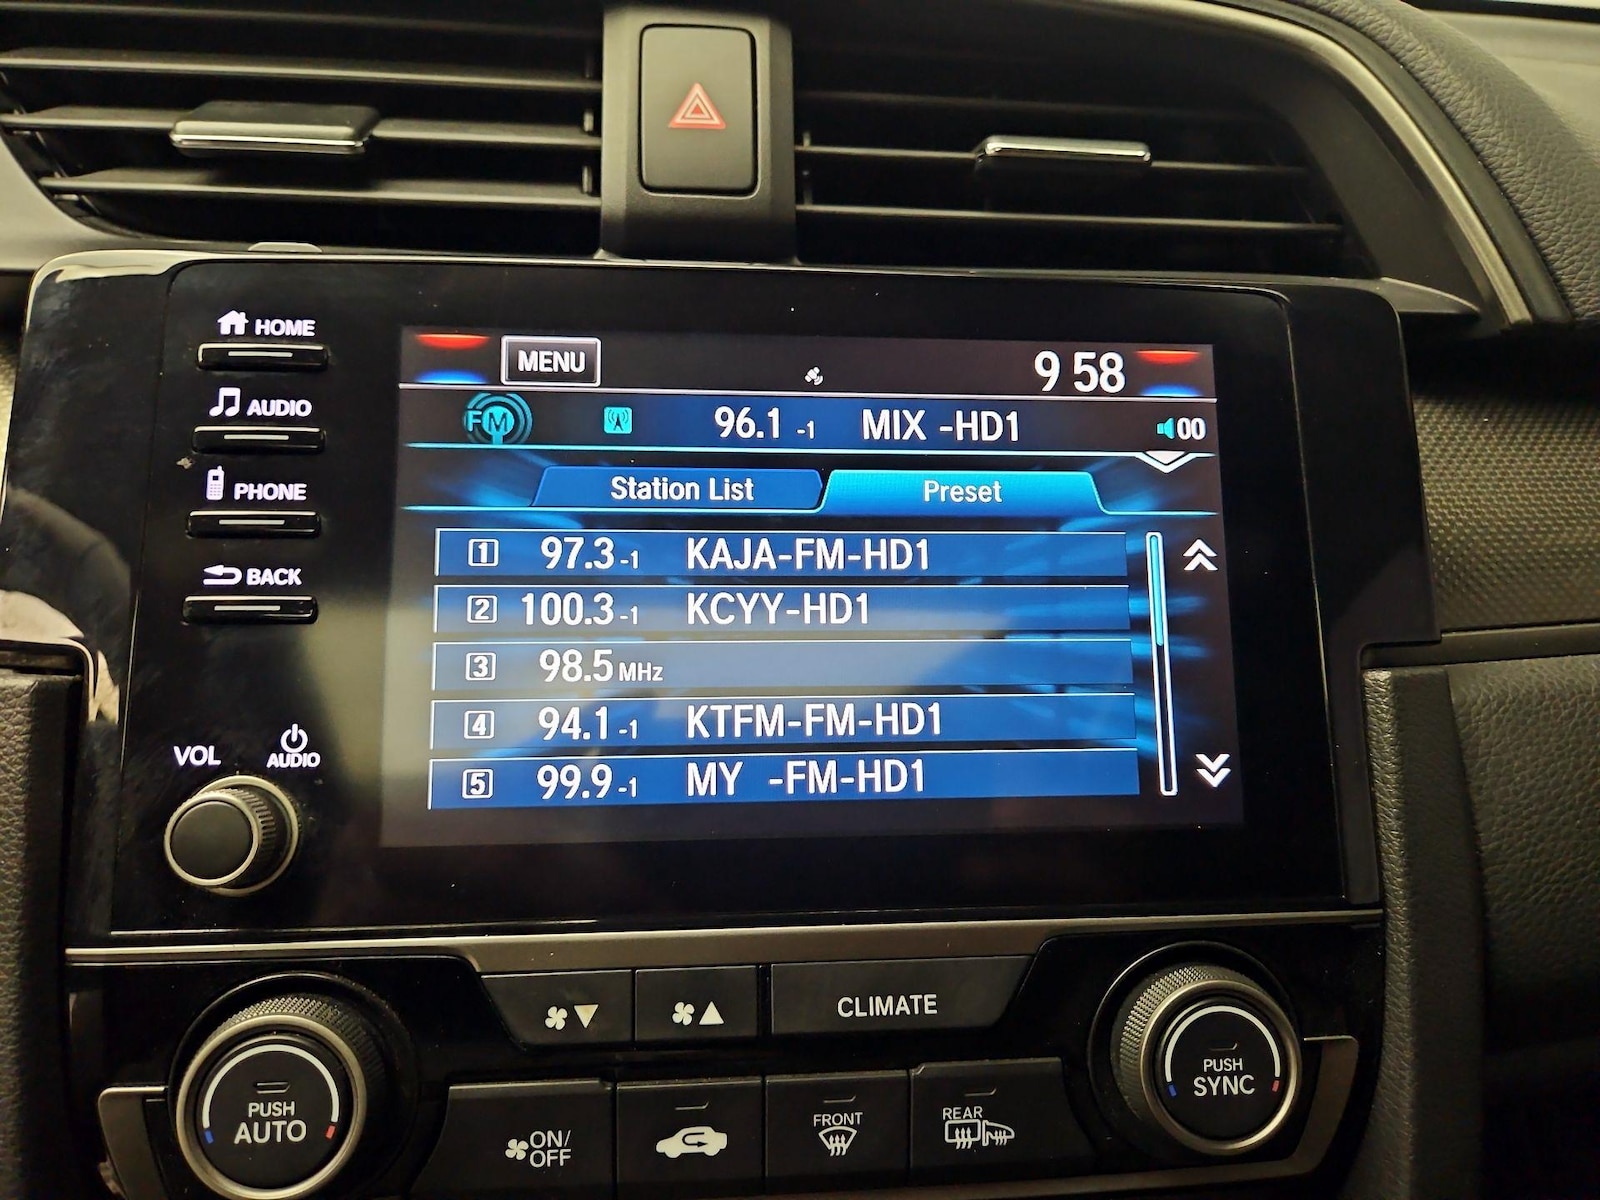 HOME
MENU
9 58
AUDIO
FM
96.1 -1 MIX -HD1
00
PHONE
Station List
Preset
1 97.3 -1 KAJA-FM-HD1
BACK
2 100.3 -1 KCYY-HD1
3 98.5 MHz
4 94.1 -1 KTFM-FM-HD1
5 99.9 -1 MY -FM-HD1
VOL
AUDIO
CLIMATE
PUSH
AUTO
ON/
OFF
FRONT
REAR
PUSH
SYNC